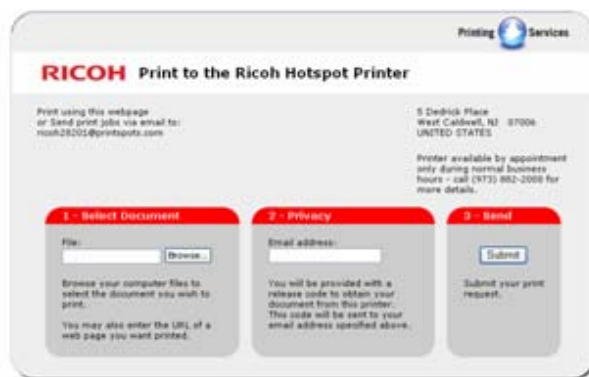 Printing Services
RICOH Print to the Ricoh Hotspot Printer
Print using this webpage
or Send print jobs via email to:
ricoh28201@printspots.com
5 Dedrick Place
West Caldwell, NJ 07006
UNITED STATES
Printer available by appointment
only during normal business
hours - call (973) 882-2000 for
more details.
1 - Select Document
File:
Browse...
Browse your computer files to
select the document you wish to
print.
You may also enter the URL of a
web page you want printed.
2 - Privacy
Email address:
You will be provided with a
release code to obtain your
document from this printer.
This code will be sent to your
email address specified above.
3 - Send
Submit
Submit your print
request.